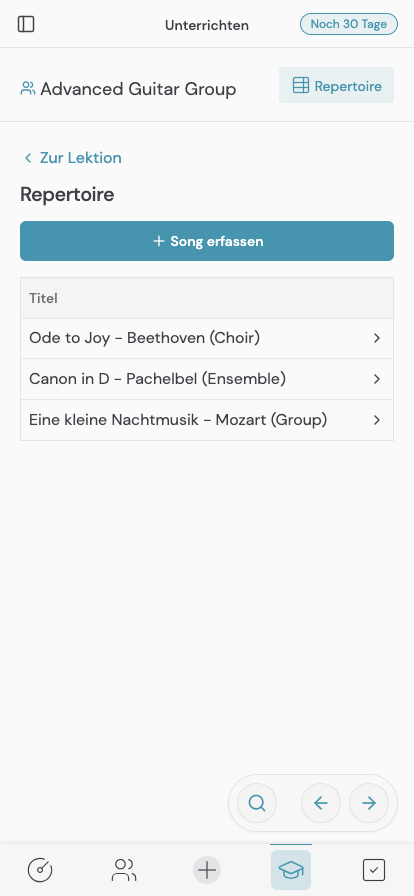 Unterrichten
Noch 30 Tage
Advanced Guitar Group
Repertoire
Zur Lektion
Repertoire
+ Song erfassen
Titel
Ode to Joy - Beethoven (Choir)
Canon in D - Pachelbel (Ensemble)
Eine kleine Nachtmusik - Mozart (Group)